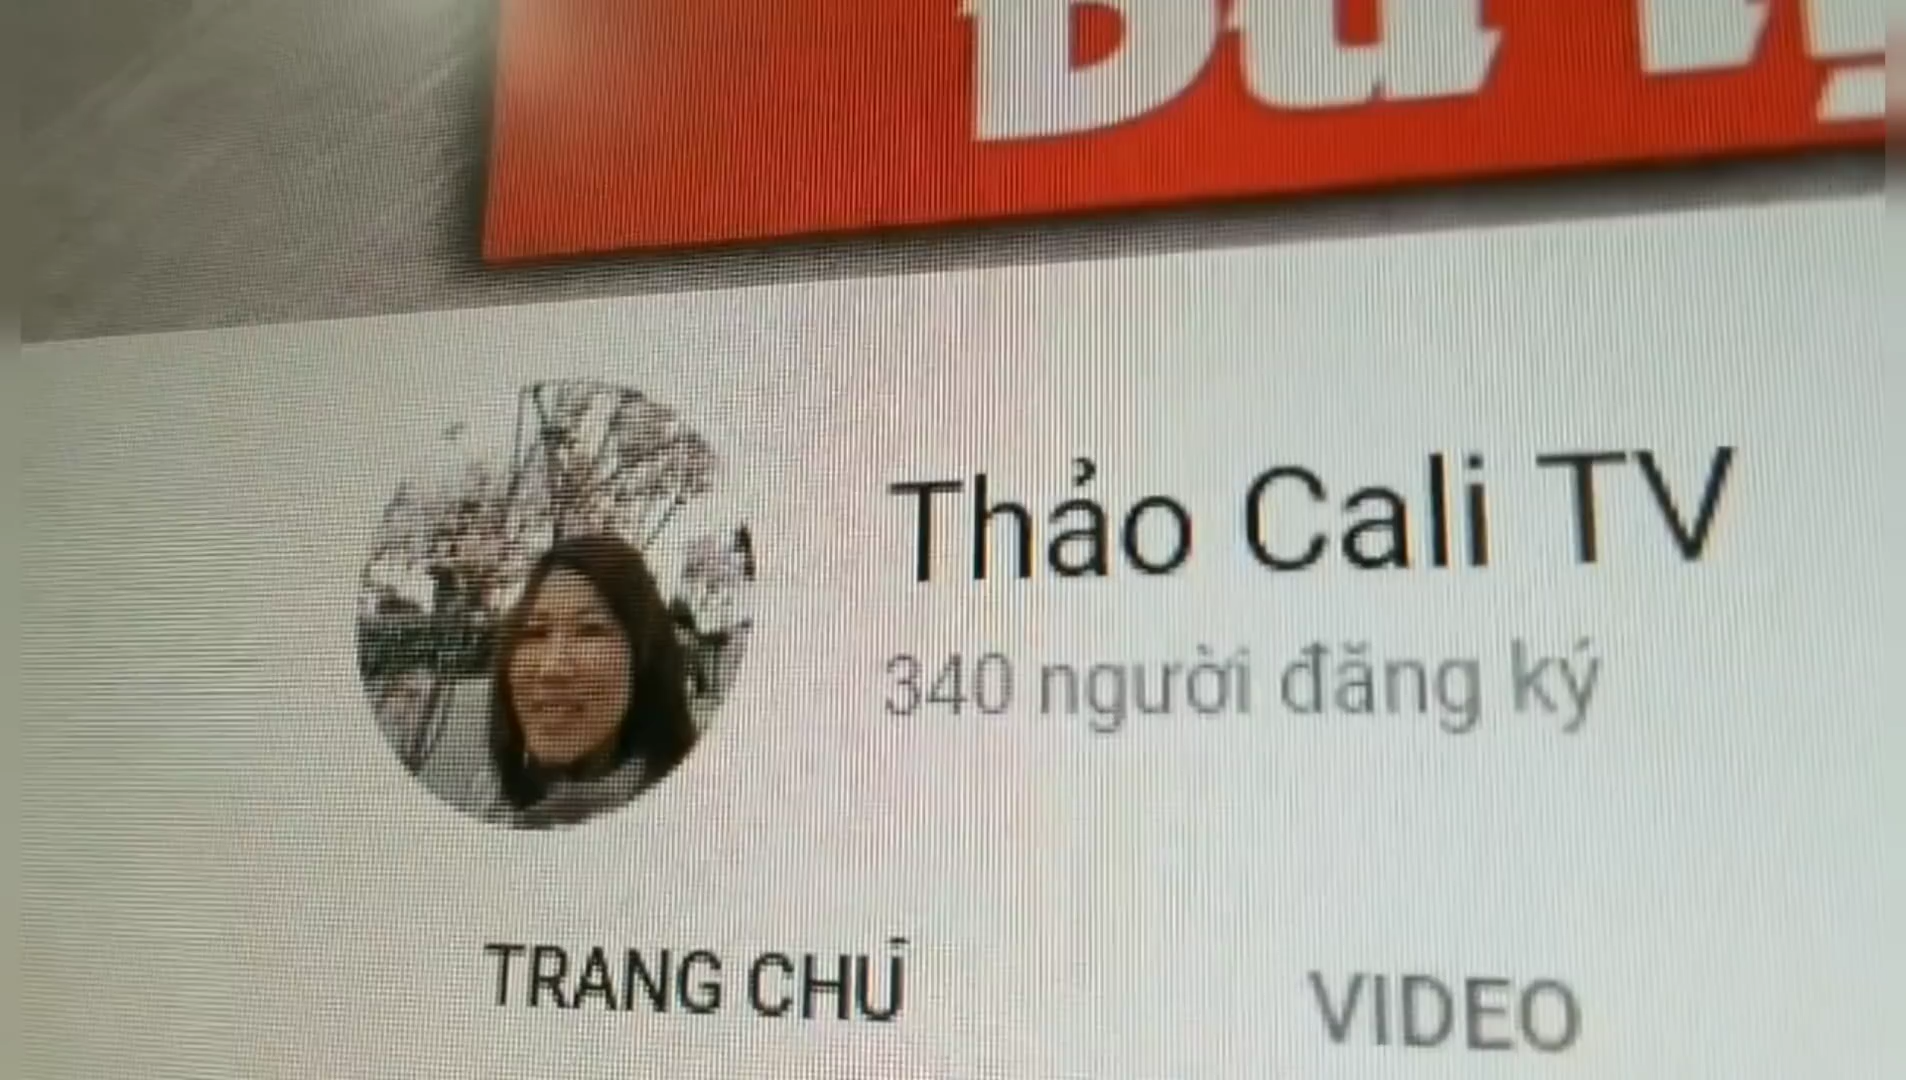 Thảo Cali TV
340 người đăng ký
TRANG CHỦ
VIDEO